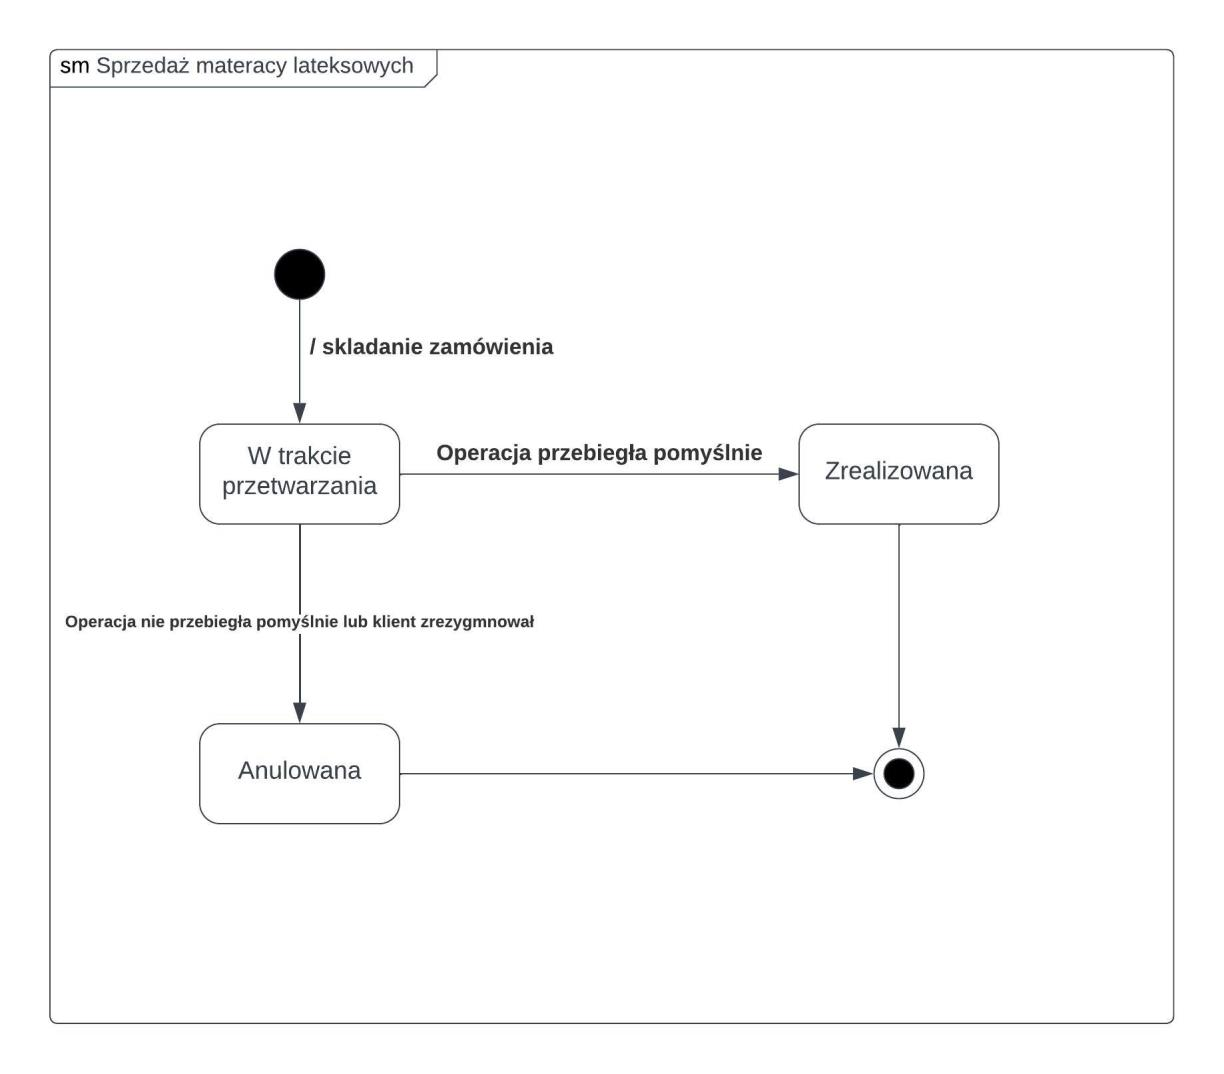 sm Sprzedaż materacy lateksowych
/ skladanie zamówienia
W trakcie
przetwarzania
Operacja przebiegła pomyślnie
Zrealizowana
Operacja nie przebiegła pomyślnie lub klient zrezygmnował
Anulowana